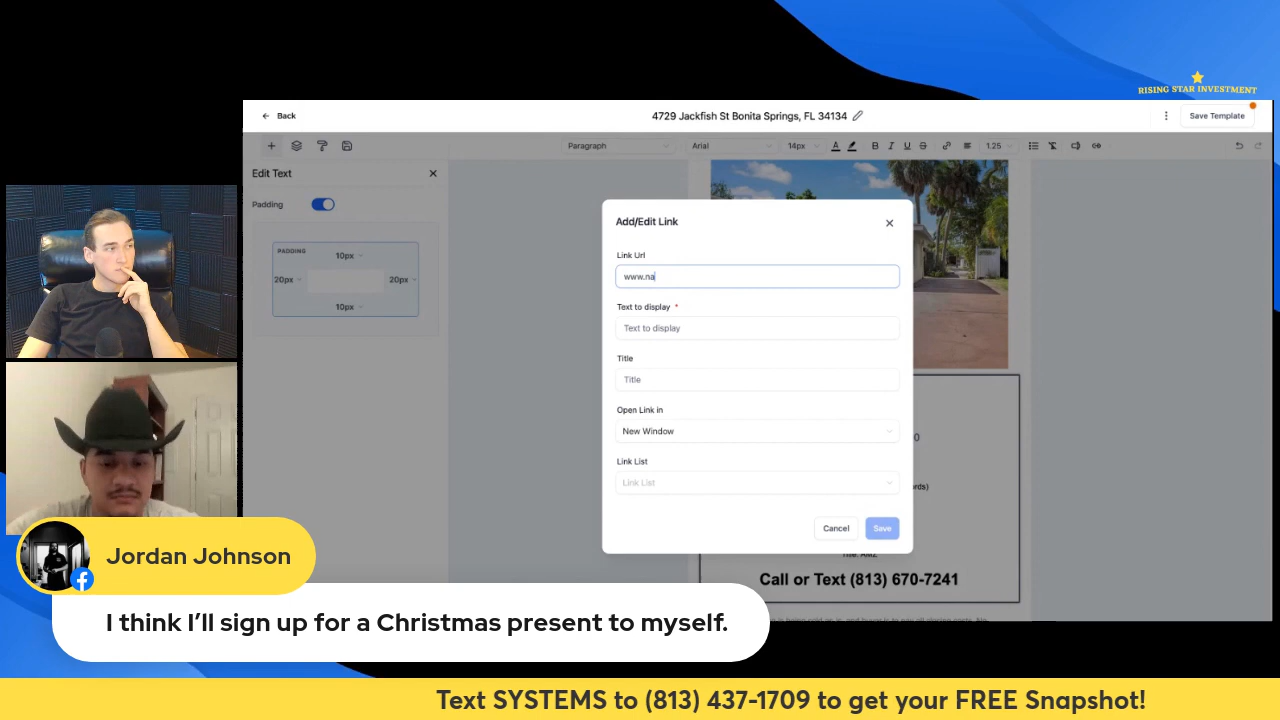 RISING STAR INVESTMENT
Back
4729 Jackfish St Bonita Springs, FL 34134
Save Template
Paragraph
Arial
14px
B I U S
1.25
Edit Text
Padding
PADDING
10px
20px
20px
10px
Add/Edit Link
Link Url
www.na
Text to display *
Text to display
Title
Title
Open Link in
New Window
Link List
Link List
Cancel
Save
Call or Text (813) 670-7241
Jordan Johnson
I think I’ll sign up for a Christmas present to myself.
Text SYSTEMS to (813) 437-1709 to get your FREE Snapshot!